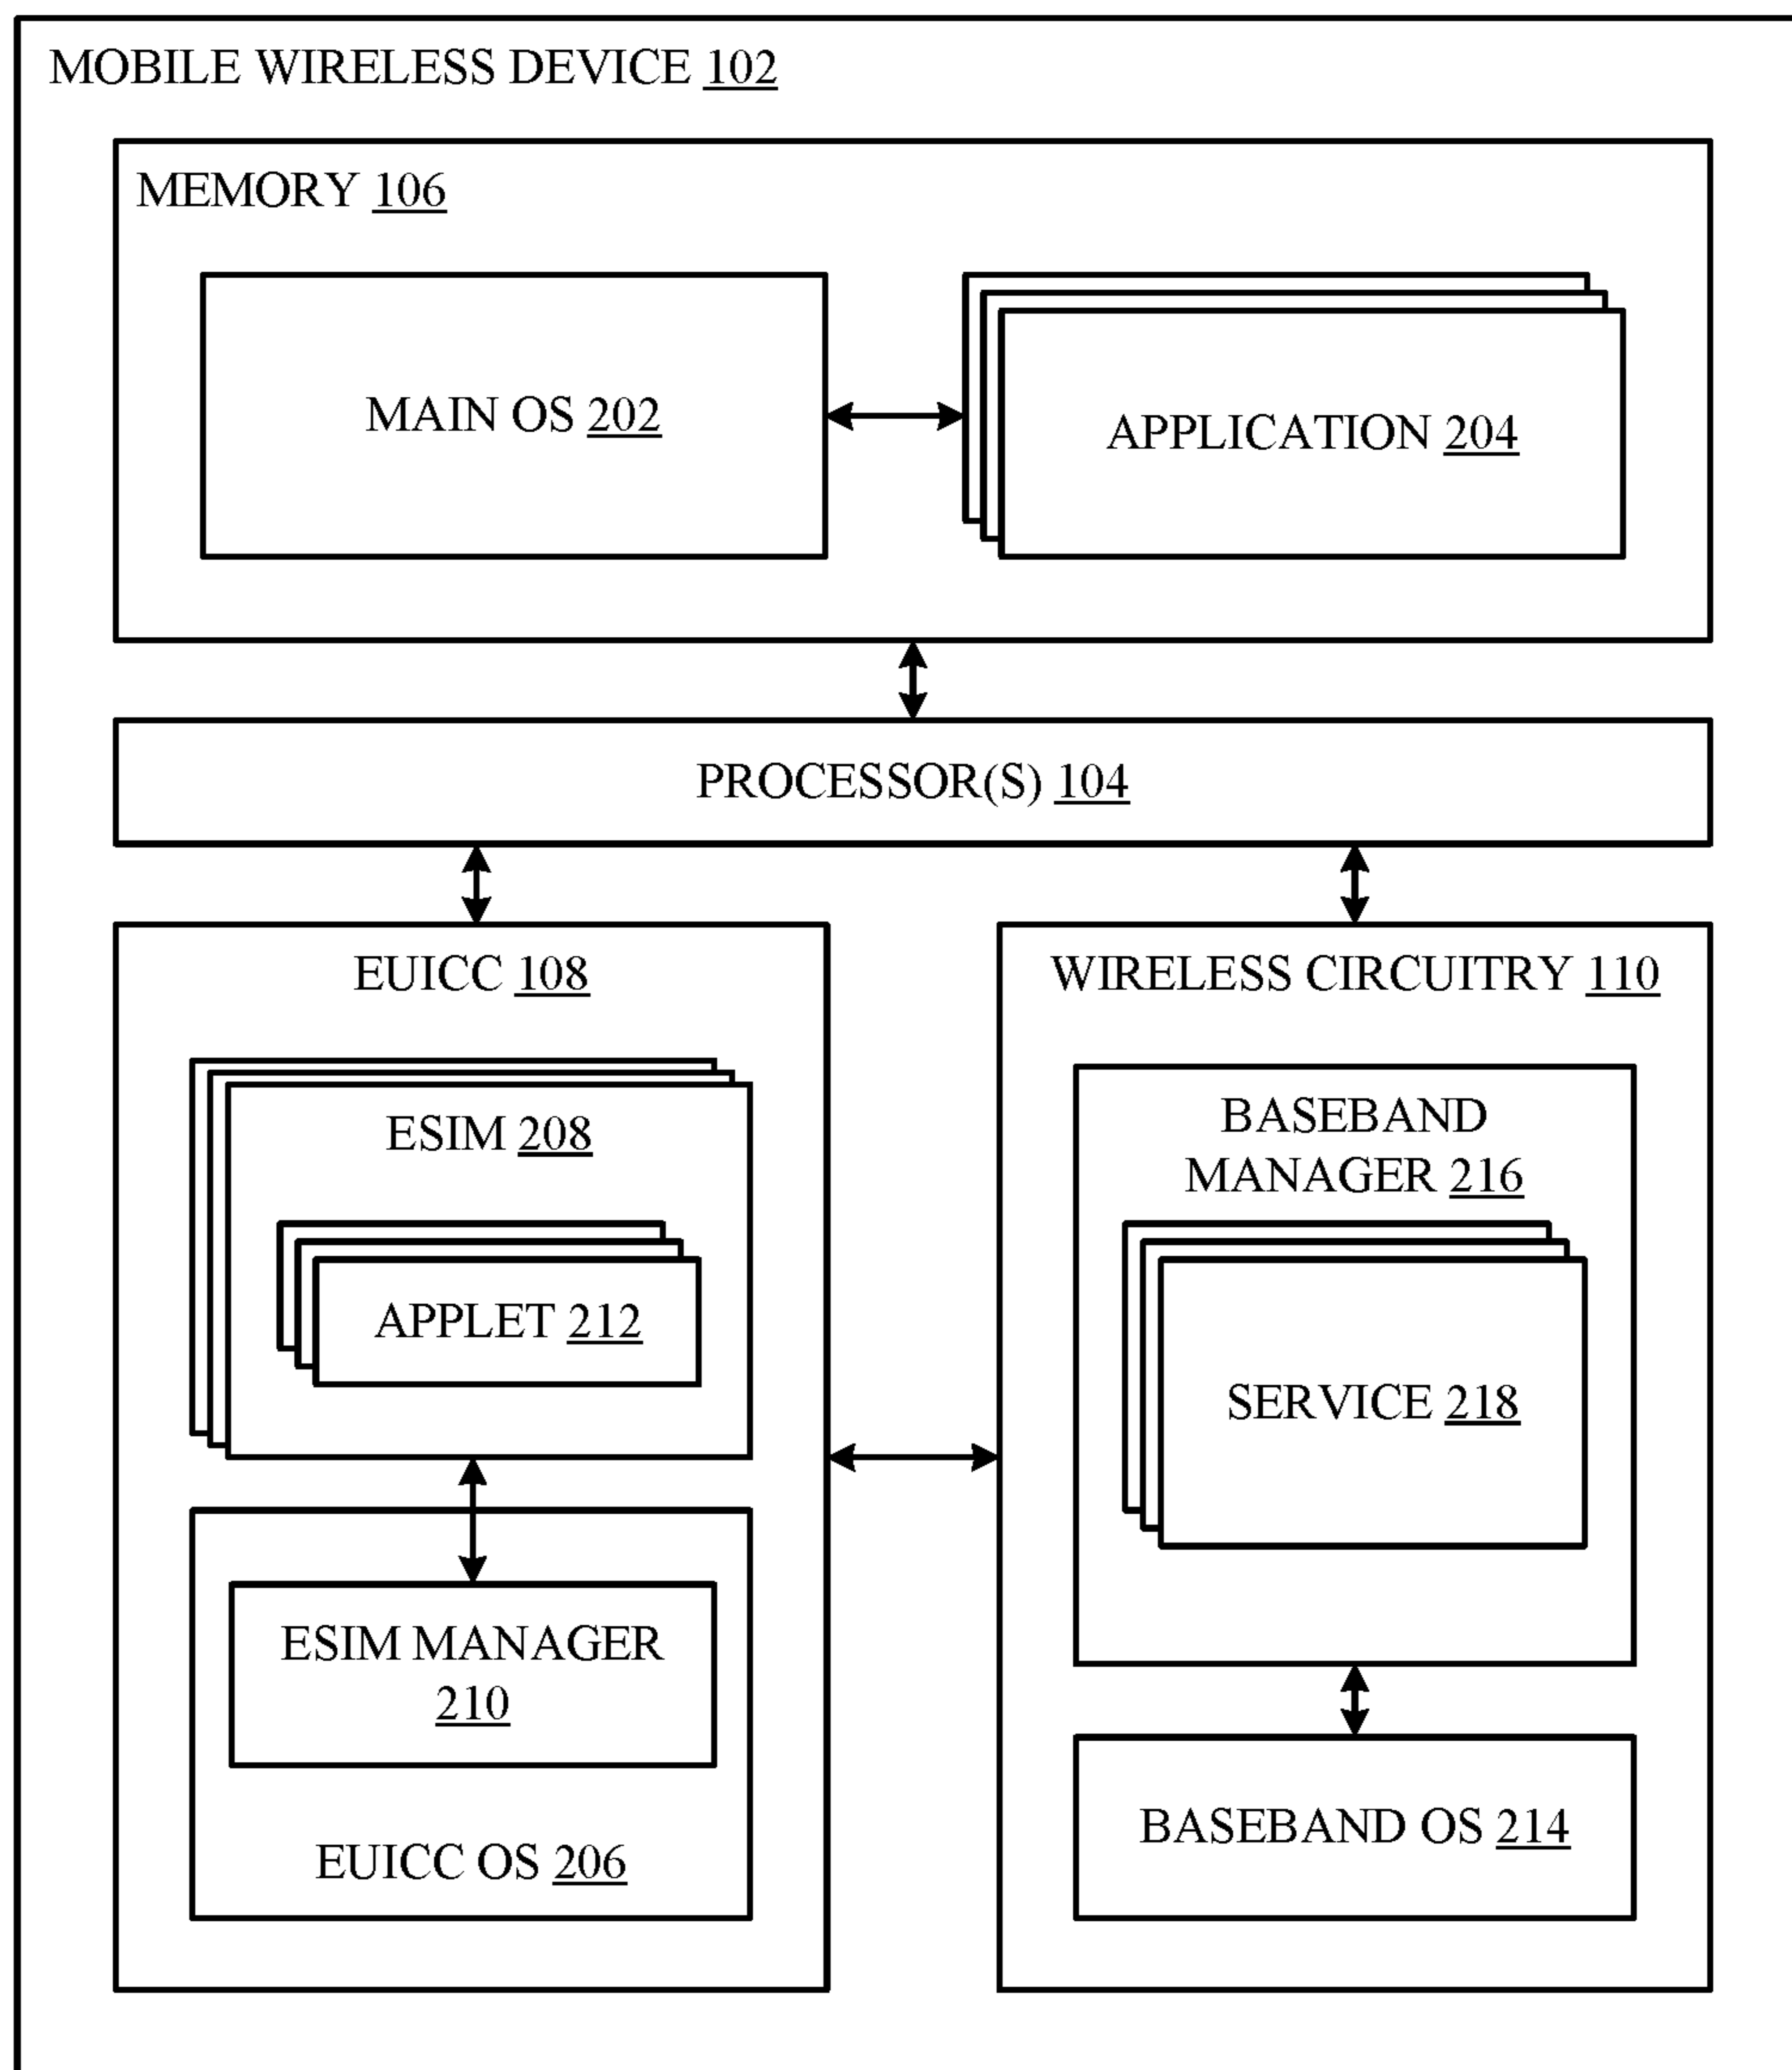 MOBILE WIRELESS DEVICE 102
MEMORY 106
MAIN OS 202
APPLICATION 204
PROCESSOR(S) 104
EUICC 108
ESIM 208
APPLET 212
ESIM MANAGER
210
EUICC OS 206
WIRELESS CIRCUITRY 110
BASEBAND
MANAGER 216
SERVICE 218
BASEBAND OS 214